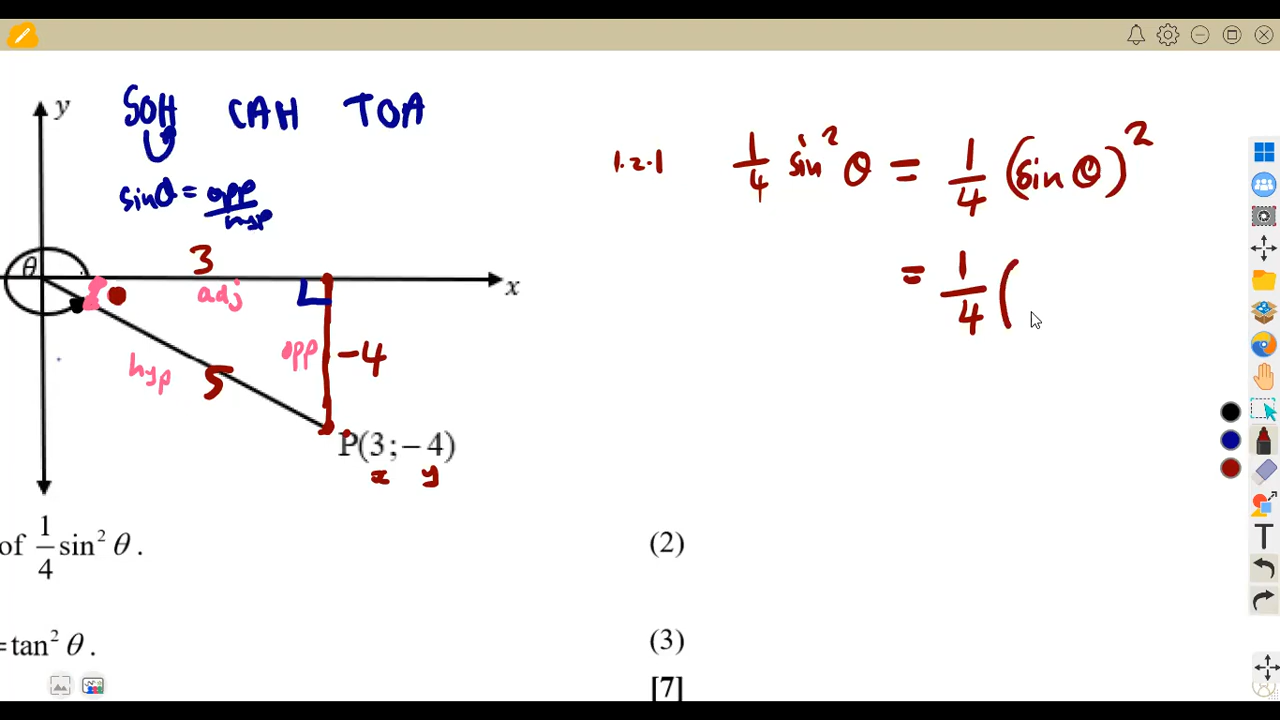 SOH CAH TOA
y
sinθ = opp/hyp
1.2.1 1/4 sin² θ = 1/4 (sin θ)²
= 1/4 (
θ
3
adj
x
opp
-4
hyp
5
P(3;−4)
x y
of 1/4 sin² θ. (2)
=tan² θ. (3)
[7]
T